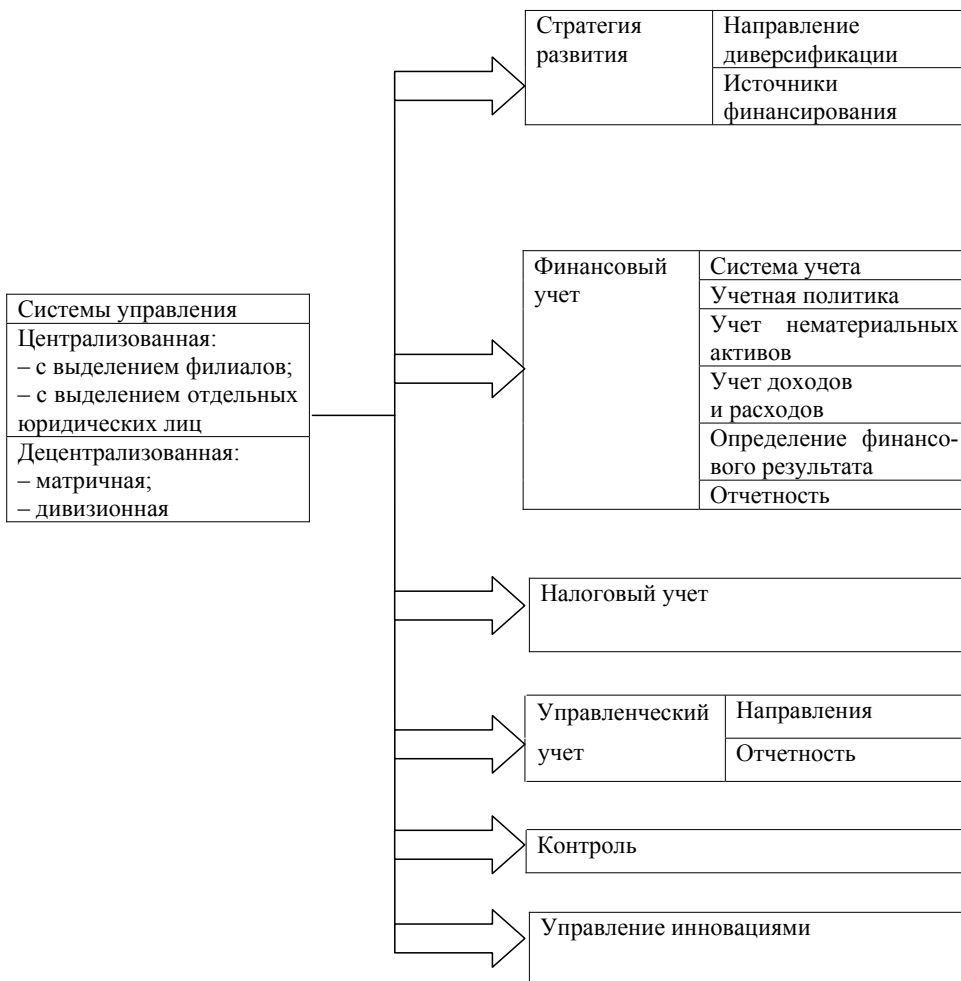 Стратегия
развития
Направление
диверсификации
Источники
финансирования
Системы управления
Централизованная:
– с выделением филиалов;
– с выделением отдельных
юридических лиц
Децентрализованная:
– матричная;
– дивизионная
Финансовый
учет
Система учета
Учетная политика
Учет нематериальных
активов
Учет доходов
и расходов
Определение финансо-
вого результата
Отчетность
Налоговый учет
Управленческий
учет
Направления
Отчетность
Контроль
Управление инновациями